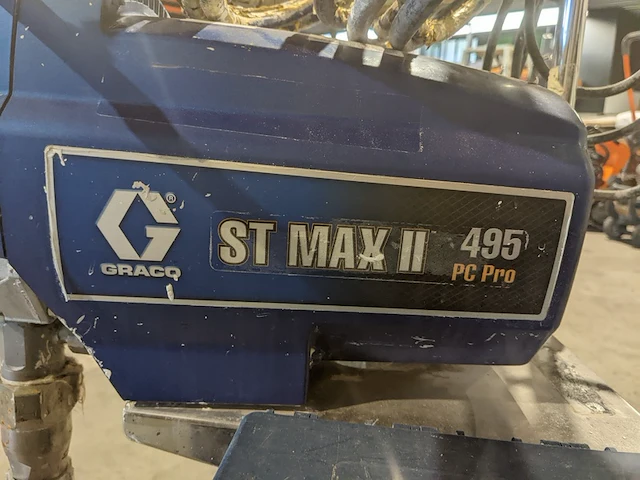 G®
GRACO
ST MAX II
495
PC Pro